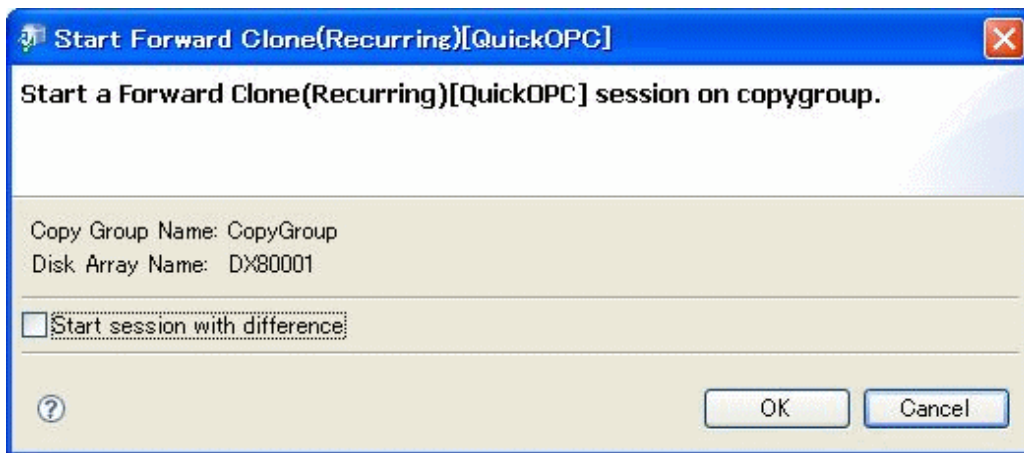 Start Forward Clone(Recurring)[QuickOPC]
Start a Forward Clone(Recurring)[QuickOPC] session on copygroup.
Copy Group Name: CopyGroup
Disk Array Name: DX80001
Start session with difference
?
OK Cancel